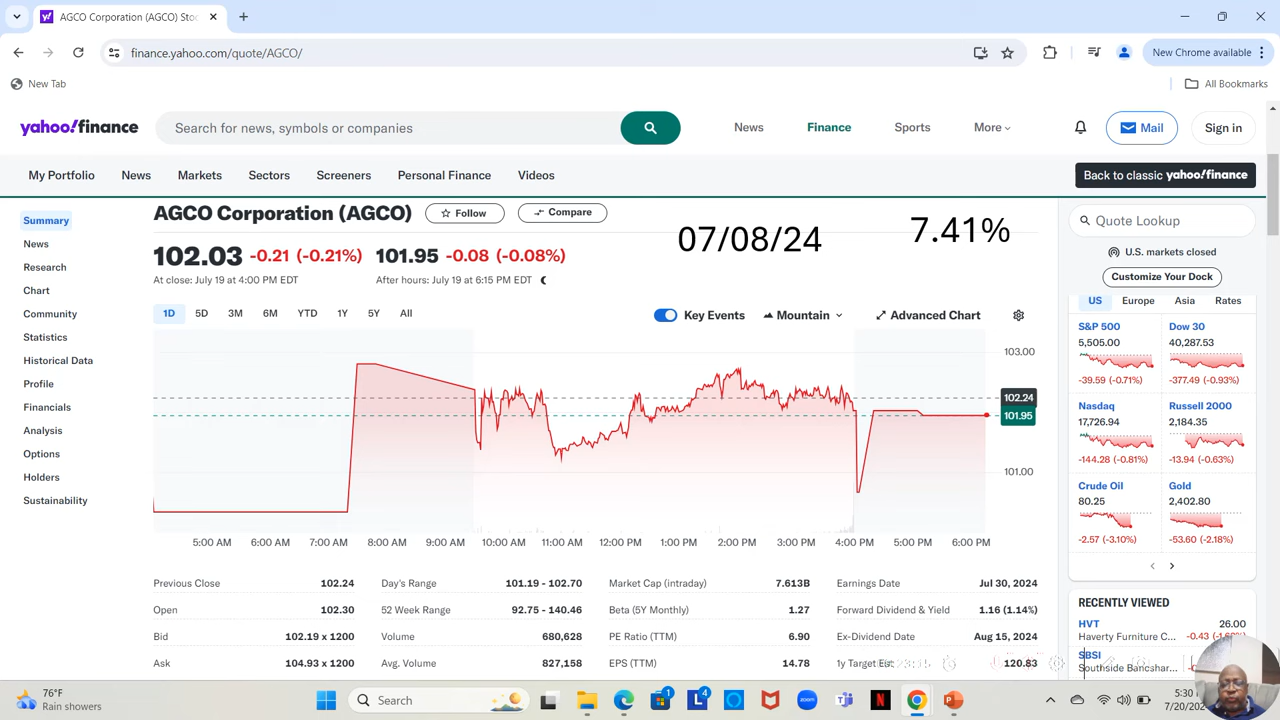 AGCO Corporation (AGCO) Stoc
finance.yahoo.com/quote/AGCO/
New Chrome available
New Tab
All Bookmarks
yahoo!finance
Search for news, symbols or companies
News Finance Sports More
Mail
Sign in
My Portfolio News Markets Sectors Screeners Personal Finance Videos
Back to classic yahoo!finance
Summary
News
Research
Chart
Community
Statistics
Historical Data
Profile
Financials
Analysis
Options
Holders
Sustainability
AGCO Corporation (AGCO)
Follow
Compare
07/08/24
7.41%
102.03 -0.21 (-0.21%) 101.95 -0.08 (-0.08%)
At close: July 19 at 4:00 PM EDT After hours: July 19 at 6:15 PM EDT
1D 5D 3M 6M YTD 1Y 5Y All
Key Events Mountain Advanced Chart
103.00
102.24
101.95
101.00
5:00 AM 6:00 AM 7:00 AM 8:00 AM 9:00 AM 10:00 AM 11:00 AM 12:00 PM 1:00 PM 2:00 PM 3:00 PM 4:00 PM 5:00 PM 6:00 PM
Previous Close 102.24 Day's Range 101.19 - 102.70 Market Cap (intraday) 7.613B Earnings Date Jul 30, 2024
Open 102.30 52 Week Range 92.75 - 140.46 Beta (5Y Monthly) 1.27 Forward Dividend & Yield 1.16 (1.14%)
Bid 102.19 x 1200 Volume 680,628 PE Ratio (TTM) 6.90 Ex-Dividend Date Aug 15, 2024
Ask 104.93 x 1200 Avg. Volume 827,158 EPS (TTM) 14.78 1y Target Est 120.83
Quote Lookup
U.S. markets closed
Customize Your Dock
US Europe Asia Rates
S&P 500 Dow 30
5,505.00 40,287.53
-39.59 (-0.71%) -377.49 (-0.93%)
Nasdaq Russell 2000
17,726.94 2,184.35
-144.28 (-0.81%) -13.94 (-0.63%)
Crude Oil Gold
80.25 2,402.80
-2.57 (-3.10%) -53.60 (-2.18%)
RECENTLY VIEWED
HVT 26.00
Haverty Furniture C...
SBSI
Southside Bancshar...
76°F
Rain showers
Search
1
4
zoom
5:30
7/20/